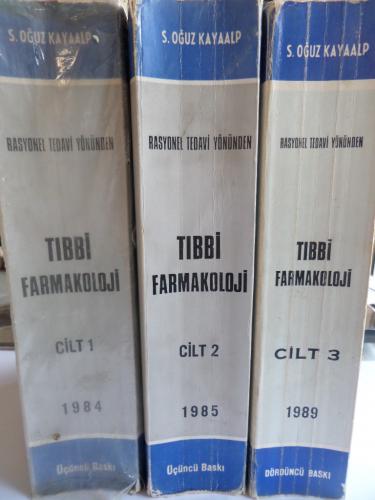 S. OĞUZ KAYAALP
RASYONEL TEDAVİ YÖNÜNDEN
TIBBİ
FARMAKOLOJİ
CİLT 1
1984
Üçüncü Baskı
S. OĞUZ KAYAALP
RASYONEL TEDAVİ YÖNÜNDEN
TIBBİ
FARMAKOLOJİ
CİLT 2
1985
Üçüncü Baskı
S. OĞUZ KAYAALP
RASYONEL TEDAVİ YÖNÜNDEN
TIBBİ
FARMAKOLOJİ
CİLT 3
1989
DÖRDÜNCÜ BASKI